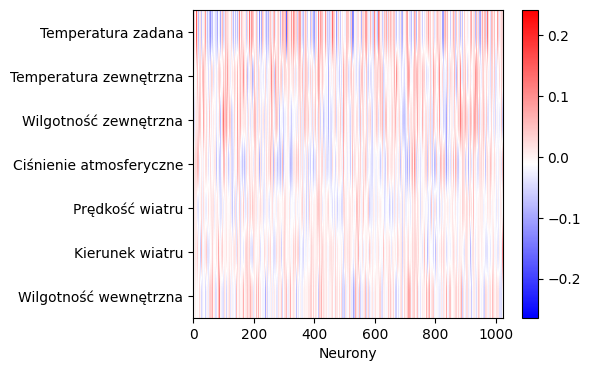 Temperatura zadana
Temperatura zewnętrzna
Wilgotność zewnętrzna
Ciśnienie atmosferyczne
Prędkość wiatru
Kierunek wiatru
Wilgotność wewnętrzna
0 200 400 600 800 1000
Neurony
0.2
0.1
0.0
−0.1
−0.2